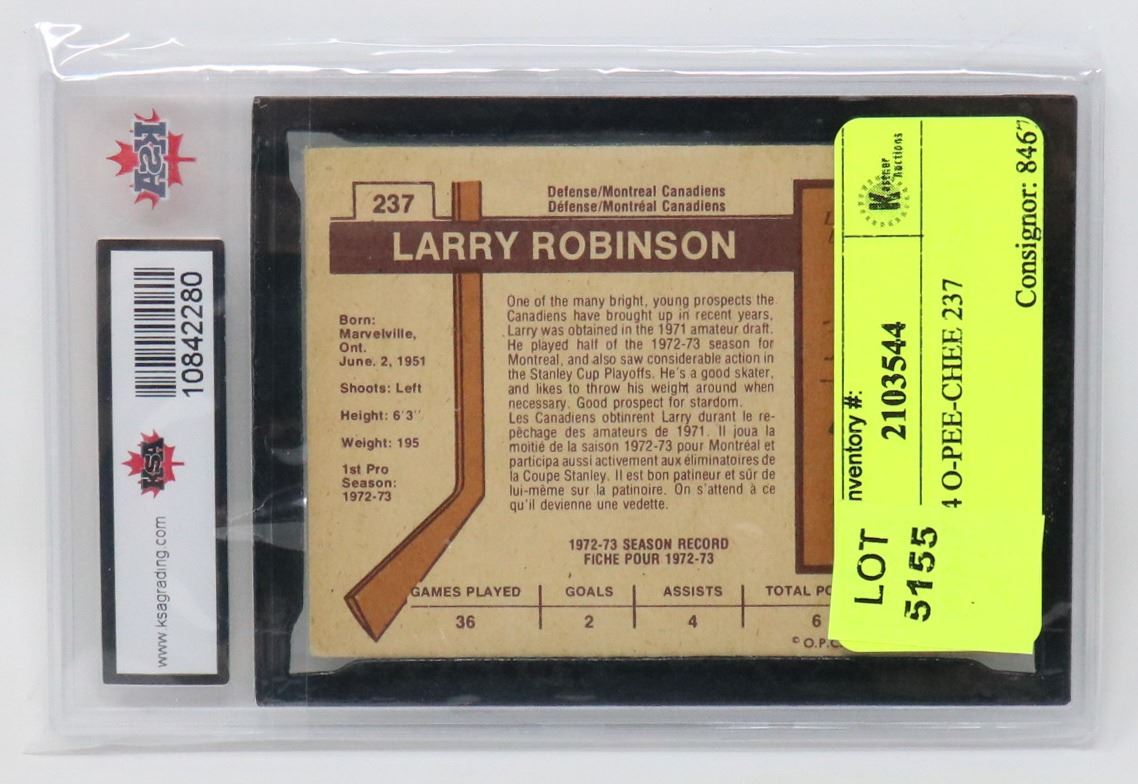 KSA
10842280
KSA
www.ksagrading.com
237
Defense/Montreal Canadiens
Défense/Montréal Canadiens
LARRY ROBINSON
Born:
Marvelville,
Ont.
June. 2, 1951
Shoots: Left
Height: 6'3''
Weight: 195
1st Pro
Season:
1972-73
One of the many bright, young prospects the
Canadiens have brought up in recent years,
Larry was obtained in the 1971 amateur draft.
He played half of the 1972-73 season for
Montreal, and also saw considerable action in
the Stanley Cup Playoffs. He's a good skater,
and likes to throw his weight around when
necessary. Good prospect for stardom.
Les Canadiens obtinrent Larry durant le re-
pêchage des amateurs de 1971. Il joua la
moitié de la saison 1972-73 pour Montréal et
participa aussi activement aux éliminatoires de
la Coupe Stanley. Il est bon patineur et sûr de
lui-même sur la patinoire. On s'attend à ce
qu'il devienne une vedette.
1972-73 SEASON RECORD
FICHE POUR 1972-73
GAMES PLAYED GOALS ASSISTS TOTAL PO
36 2 4 6
© O.P.C.
Kastner
Auctions
nventory #:
2103544
4 O-PEE-CHEE 237
Consignor: 846
LOT
5155